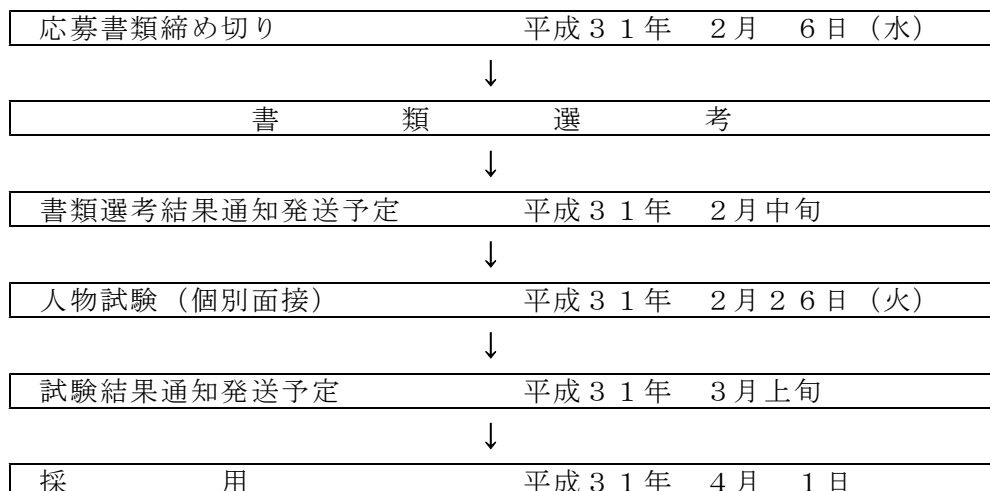 応募書類締め切り　平成３１年　２月　６日（水）
↓
書類選考
↓
書類選考結果通知発送予定　平成３１年　２月中旬
↓
人物試験（個別面接）　平成３１年　２月２６日（火）
↓
試験結果通知発送予定　平成３１年　３月上旬
↓
採用　平成３１年　４月　１日